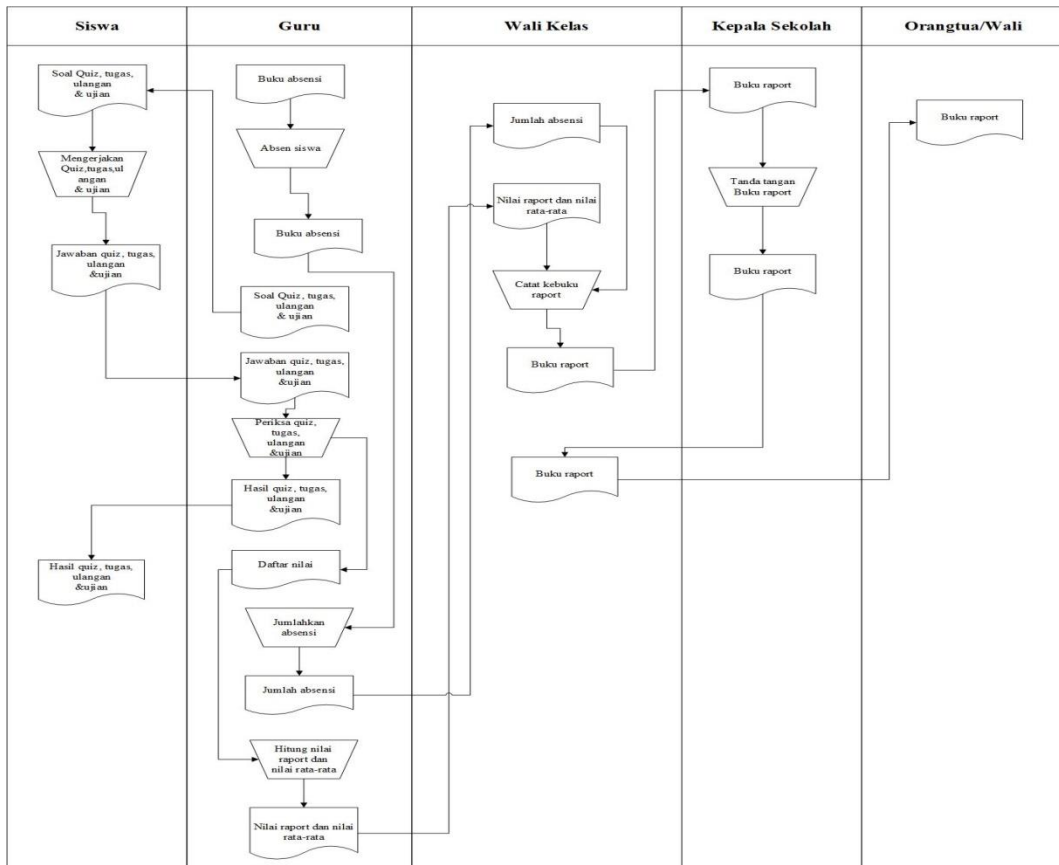 Siswa
Guru
Wali Kelas
Kepala Sekolah
Orangtua/Wali
Soal Quiz, tugas,
ulangan
& ujian
Mengerjakan
Quiz,tugas,ul
angan
& ujian
Jawaban quiz, tugas,
ulangan
&ujian
Hasil quiz, tugas,
ulangan
&ujian
Buku absensi
Absen siswa
Buku absensi
Soal Quiz, tugas,
ulangan
& ujian
Jawaban quiz, tugas,
ulangan
&ujian
Periksa quiz,
tugas,
ulangan
&ujian
Hasil quiz, tugas,
ulangan
&ujian
Daftar nilai
Jumlahkan
absensi
Jumlah absensi
Hitung nilai
raport dan
nilai rata-rata
Nilai raport dan nilai
rata-rata
Jumlah absensi
Nilai raport dan nilai
rata-rata
Catat kebuku
raport
Buku raport
Buku raport
Buku raport
Tanda tangan
Buku raport
Buku raport
Buku raport